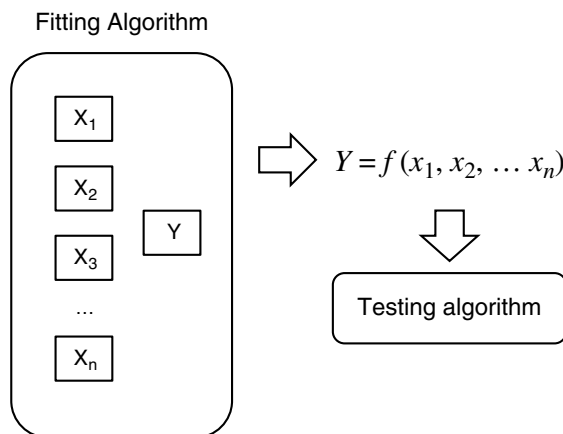 Fitting Algorithm
X₁
X₂
X₃
...
Xₙ
Y
Y = f (x₁, x₂, … xₙ)
Testing algorithm